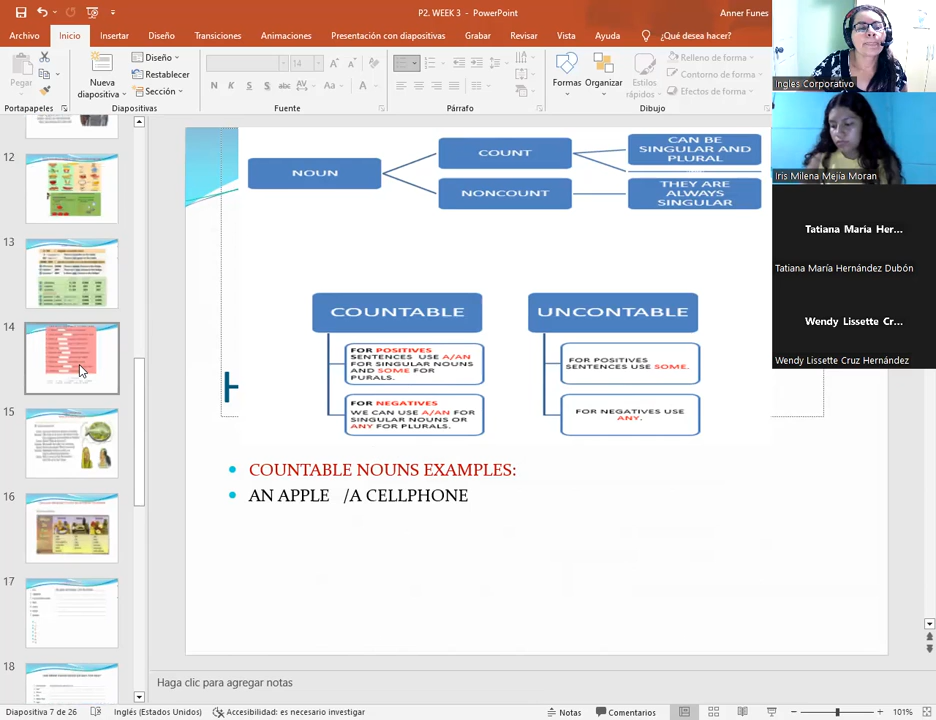 P2. WEEK 3 - PowerPoint
Anner Funes
Archivo Inicio Insertar Diseño Transiciones Animaciones Presentación con diapositivas Grabar Revisar Vista Ayuda ¿Qué desea hacer?
Pegar
Nueva diapositiva
Diseño
Restablecer
Sección
14
N K S S abc AV Aa A
Formas
Organizar
Estilos rápidos
Relleno de forma
Contorno de forma
Efectos de forma
Portapapeles Diapositivas Fuente Párrafo Dibujo
Ingles Corporativo
Iris Milena Mejía Moran
Tatiana María Her...
Tatiana María Hernández Dubón
Wendy Lissette Cr...
Wendy Lissette Cruz Hernández
12
13
14
15
16
17
18
NOUN
COUNT
NONCOUNT
CAN BE
SINGULAR AND
PLURAL
THEY ARE
ALWAYS
SINGULAR
COUNTABLE
FOR POSITIVES
SENTENCES USE A/AN
FOR SINGULAR NOUNS
AND SOME FOR
PURALS.
FOR NEGATIVES
WE CAN USE A/AN FOR
SINGULAR NOUNS OR
ANY FOR PLURALS.
UNCONTABLE
FOR POSITIVES
SENTENCES USE SOME.
FOR NEGATIVES USE
ANY.
H
• COUNTABLE NOUNS EXAMPLES:
• AN APPLE /A CELLPHONE
Haga clic para agregar notas
Diapositiva 7 de 26 Inglés (Estados Unidos) Accesibilidad: es necesario investigar Notas Comentarios 101%